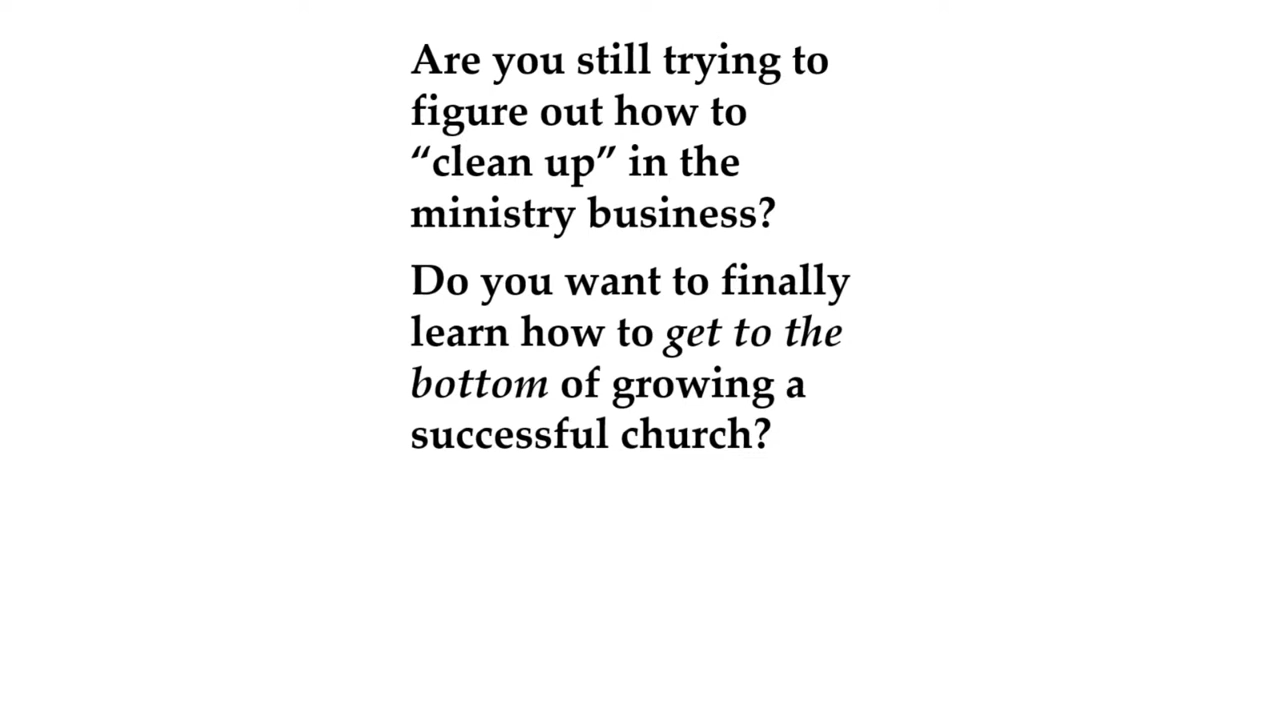 Are you still trying to
figure out how to
“clean up” in the
ministry business?
Do you want to finally
learn how to get to the
bottom of growing a
successful church?